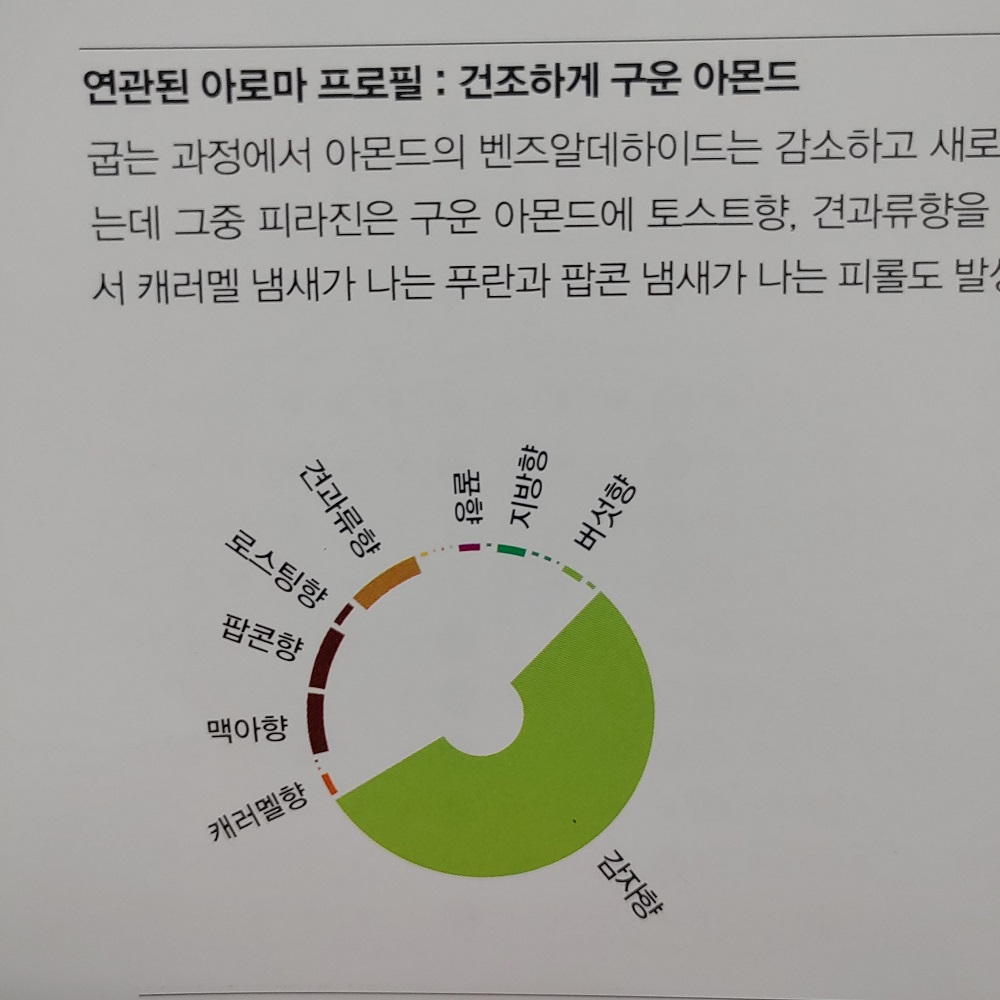 연관된 아로마 프로필 : 건조하게 구운 아몬드
굽는 과정에서 아몬드의 벤즈알데하이드는 감소하고 새로
는데 그중 피라진은 구운 아몬드에 토스트향, 견과류향을
서 캐러멜 냄새가 나는 푸란과 팝콘 냄새가 나는 피롤도
견과류향
로스팅향
팝콘향
맥아향
캐러멜향
꿀향
지방향
버섯향
감자향